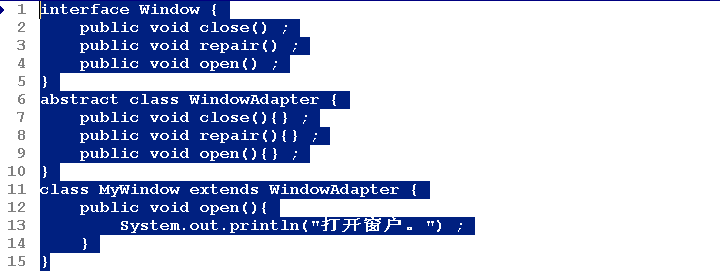 1 interface Window {
2     public void close() ;
3     public void repair() ;
4     public void open() ;
5 }
6 abstract class WindowAdapter {
7     public void close(){} ;
8     public void repair(){} ;
9     public void open(){} ;
10 }
11 class MyWindow extends WindowAdapter {
12     public void open(){
13         System.out.println("打开窗户。") ;
14     }
15 }